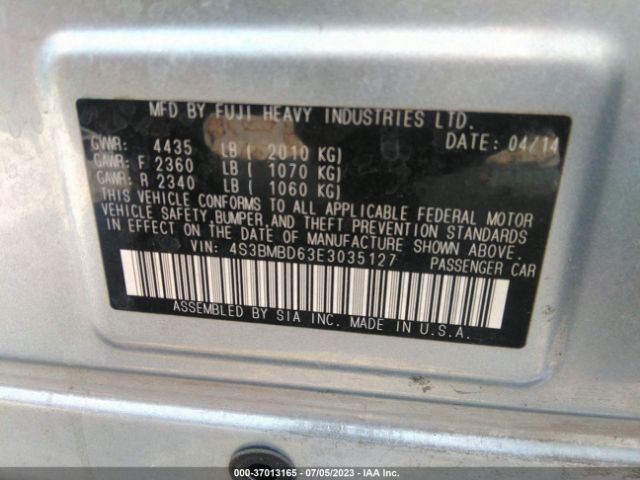 MFD BY FUJI HEAVY INDUSTRIES LTD.
DATE: 04/14
GVWR: 4435 LB ( 2010 KG)
GAWR: F 2360 LB ( 1070 KG)
GAWR: R 2340 LB ( 1060 KG)
THIS VEHICLE CONFORMS TO ALL APPLICABLE FEDERAL MOTOR
VEHICLE SAFETY, BUMPER, AND THEFT PREVENTION STANDARDS
IN EFFECT ON THE DATE OF MANUFACTURE SHOWN ABOVE.
VIN: 4S3BMBD63E3035127 PASSENGER CAR
ASSEMBLED BY SIA INC. MADE IN U.S.A.
000-37013165 - 07/05/2023 - IAA Inc.